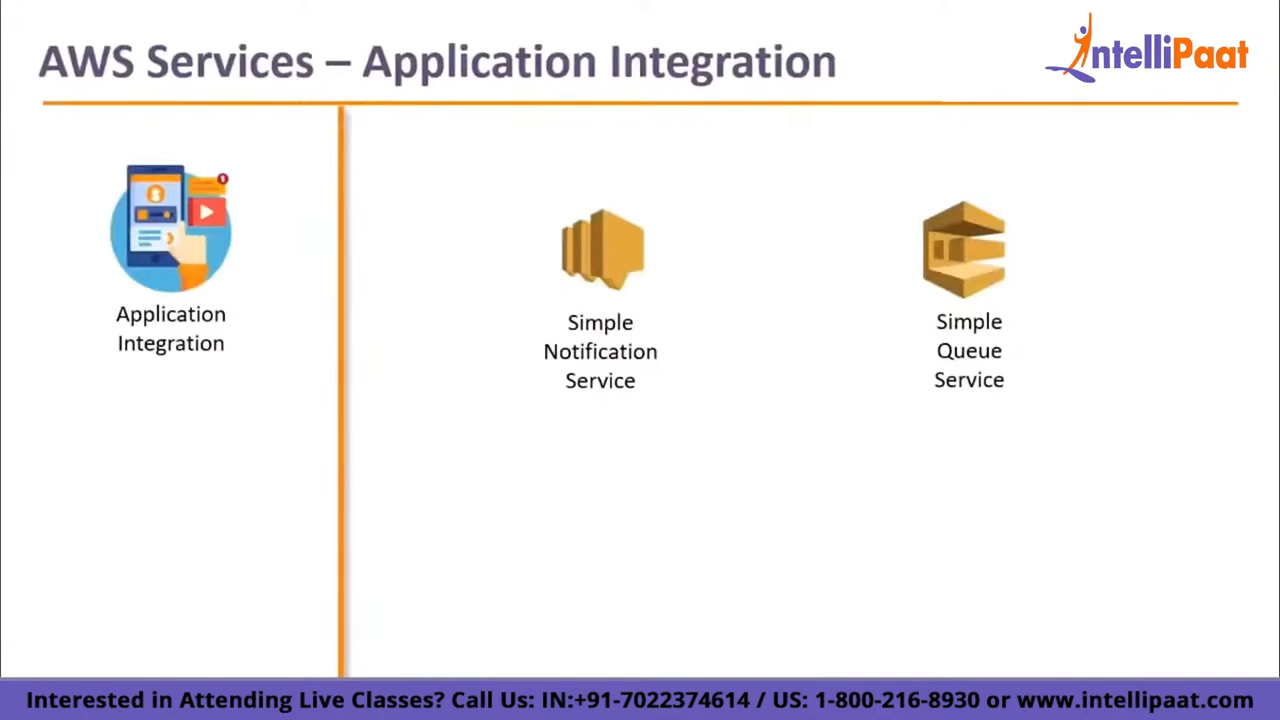 AWS Services – Application Integration
IntelliPaat
Application
Integration
Simple
Notification
Service
Simple
Queue
Service
Interested in Attending Live Classes? Call Us: IN:+91-7022374614 / US: 1-800-216-8930 or www.intellipaat.com